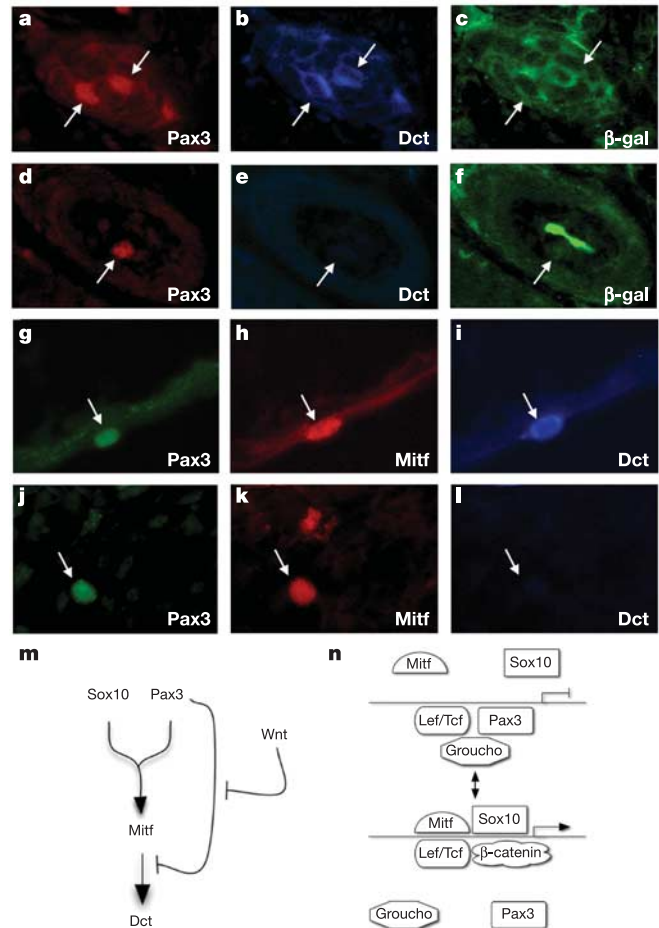 a
Pax3
b
Dct
c
β-gal
d
Pax3
e
Dct
f
β-gal
g
Pax3
h
Mitf
i
Dct
j
Pax3
k
Mitf
l
Dct
m
Sox10 Pax3
Wnt
Mitf
Dct
n
Mitf Sox10
Lef/Tcf Pax3
Groucho
Mitf Sox10
Lef/Tcf β-catenin
Groucho Pax3